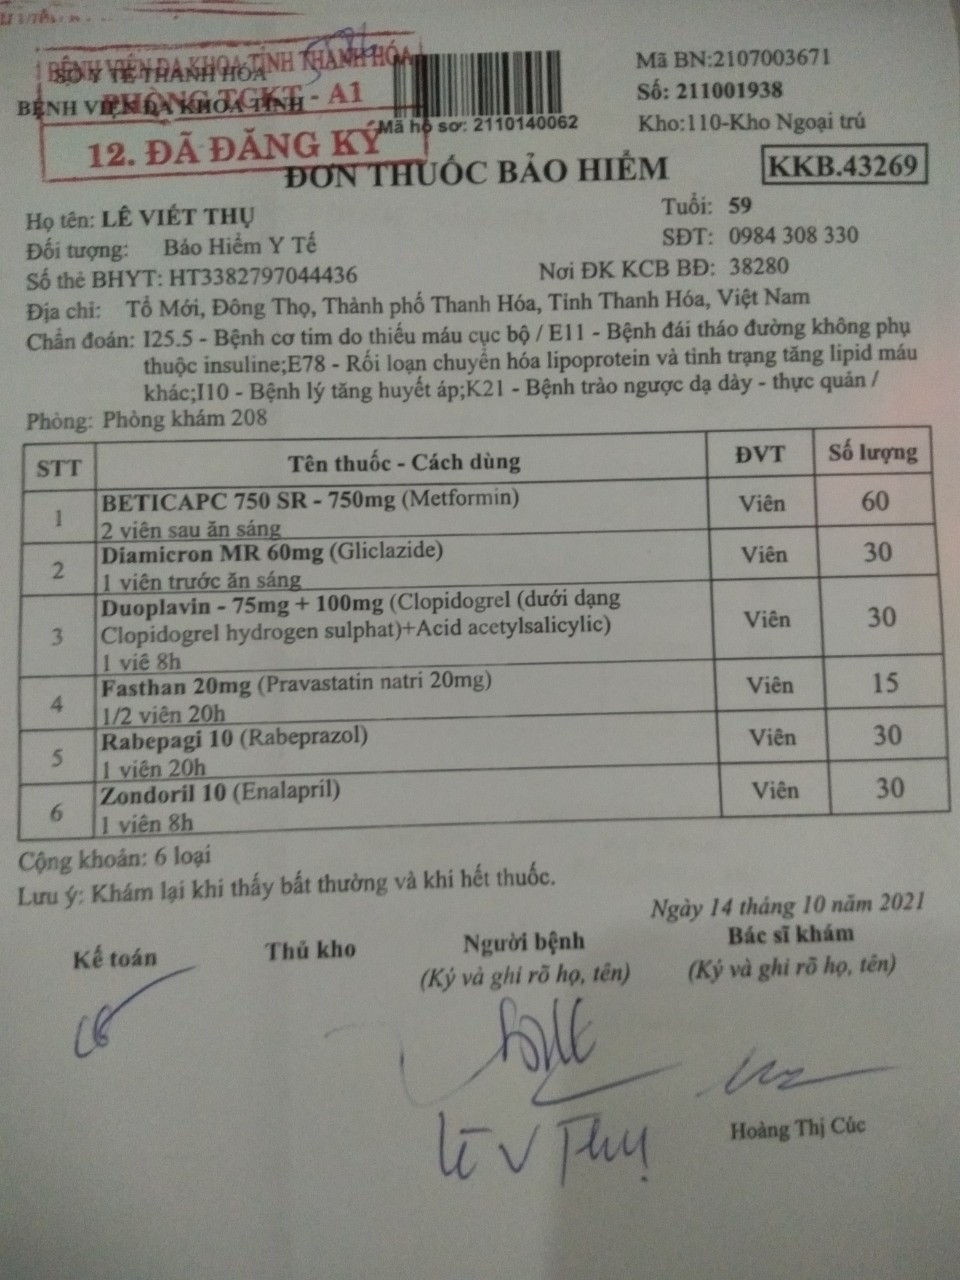 BỆNH VIỆN ĐA KHOA TỈNH THANH HÓA
SỞ Y TẾ THANH HÓA
PHÒNG TCKT - A1
BỆNH VIỆN ĐA KHOA TỈNH
12. ĐÃ ĐĂNG KÝ
Mã hồ sơ: 2110140062
Mã BN:2107003671
Số: 211001938
Kho:110-Kho Ngoại trú
ĐƠN THUỐC BẢO HIỂM
KKB.43269
Họ tên: LÊ VIẾT THỤ
Tuổi: 59
Đối tượng: Bảo Hiểm Y Tế
SĐT: 0984 308 330
Số thẻ BHYT: HT3382797044436
Nơi ĐK KCB BĐ: 38280
Địa chỉ: Tổ Mới, Đông Thọ, Thành phố Thanh Hóa, Tỉnh Thanh Hóa, Việt Nam
Chẩn đoán: I25.5 - Bệnh cơ tim do thiếu máu cục bộ / E11 - Bệnh đái tháo đường không phụ
thuộc insuline;E78 - Rối loạn chuyển hóa lipoprotein và tình trạng tăng lipid máu
khác;I10 - Bệnh lý tăng huyết áp;K21 - Bệnh trào ngược dạ dày - thực quản /
Phòng: Phòng khám 208
STT Tên thuốc - Cách dùng ĐVT Số lượng
1 BETICAPC 750 SR - 750mg (Metformin) Viên 60
2 viên sau ăn sáng
2 Diamicron MR 60mg (Gliclazide) Viên 30
1 viên trước ăn sáng
3 Duoplavin - 75mg + 100mg (Clopidogrel (dưới dạng Viên 30
Clopidogrel hydrogen sulphat)+Acid acetylsalicylic)
1 viê 8h
4 Fasthan 20mg (Pravastatin natri 20mg) Viên 15
1/2 viên 20h
5 Rabepagi 10 (Rabeprazol) Viên 30
1 viên 20h
6 Zondoril 10 (Enalapril) Viên 30
1 viên 8h
Cộng khoản: 6 loại
Lưu ý: Khám lại khi thấy bất thường và khi hết thuốc.
Ngày 14 tháng 10 năm 2021
Kế toán Thủ kho Người bệnh Bác sĩ khám
(Ký và ghi rõ họ, tên) (Ký và ghi rõ họ, tên)
Hoàng Thị Cúc
Lê V Thụ